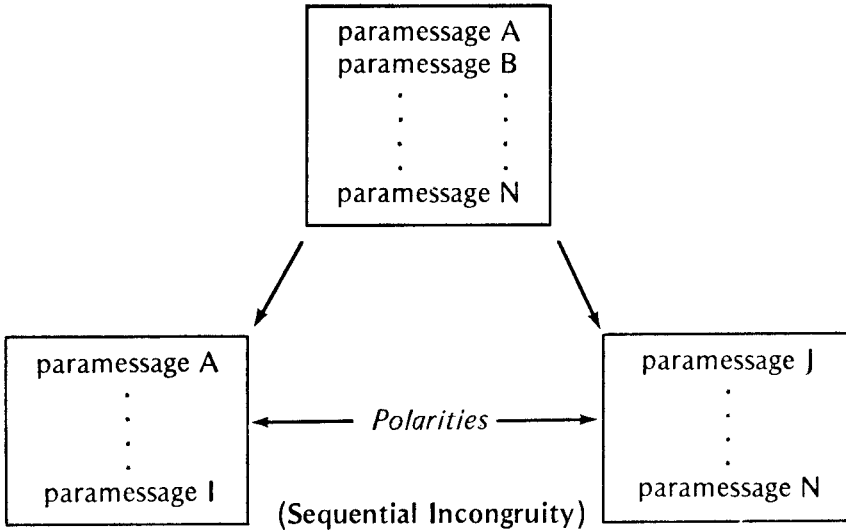 paramessage A
paramessage B
. .
. .
. .
. .
paramessage N
paramessage A
.
.
.
.
paramessage I
Polarities
paramessage J
.
.
.
.
paramessage N
(Sequential Incongruity)